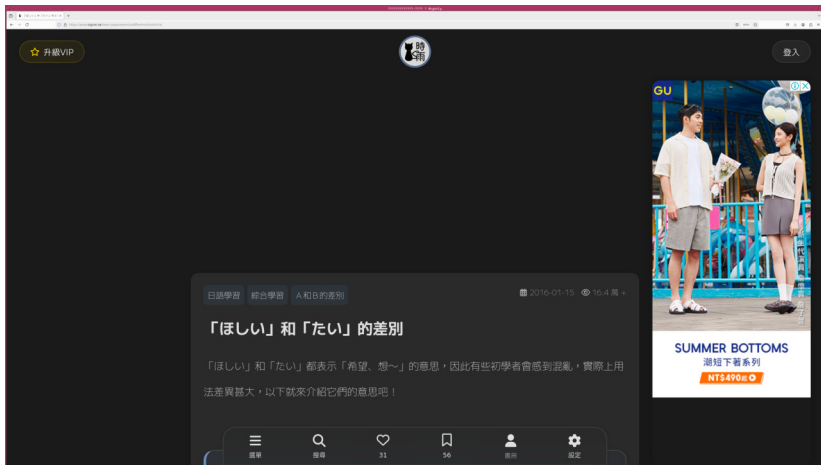 升級VIP
時雨
登入
GU
日語學習 綜合學習 A和B的差別
2016-01-15 16.4 萬 +
「ほしい」和「たい」的差別
「ほしい」和「たい」都表示「希望、想～」的意思，因此有些初學者會感到混亂，實際上用
法差異甚大，以下就來介紹它們的意思吧！
SUMMER BOTTOMS
潮短下著系列
NT$490起
選單 搜尋 31 56 書房 設定